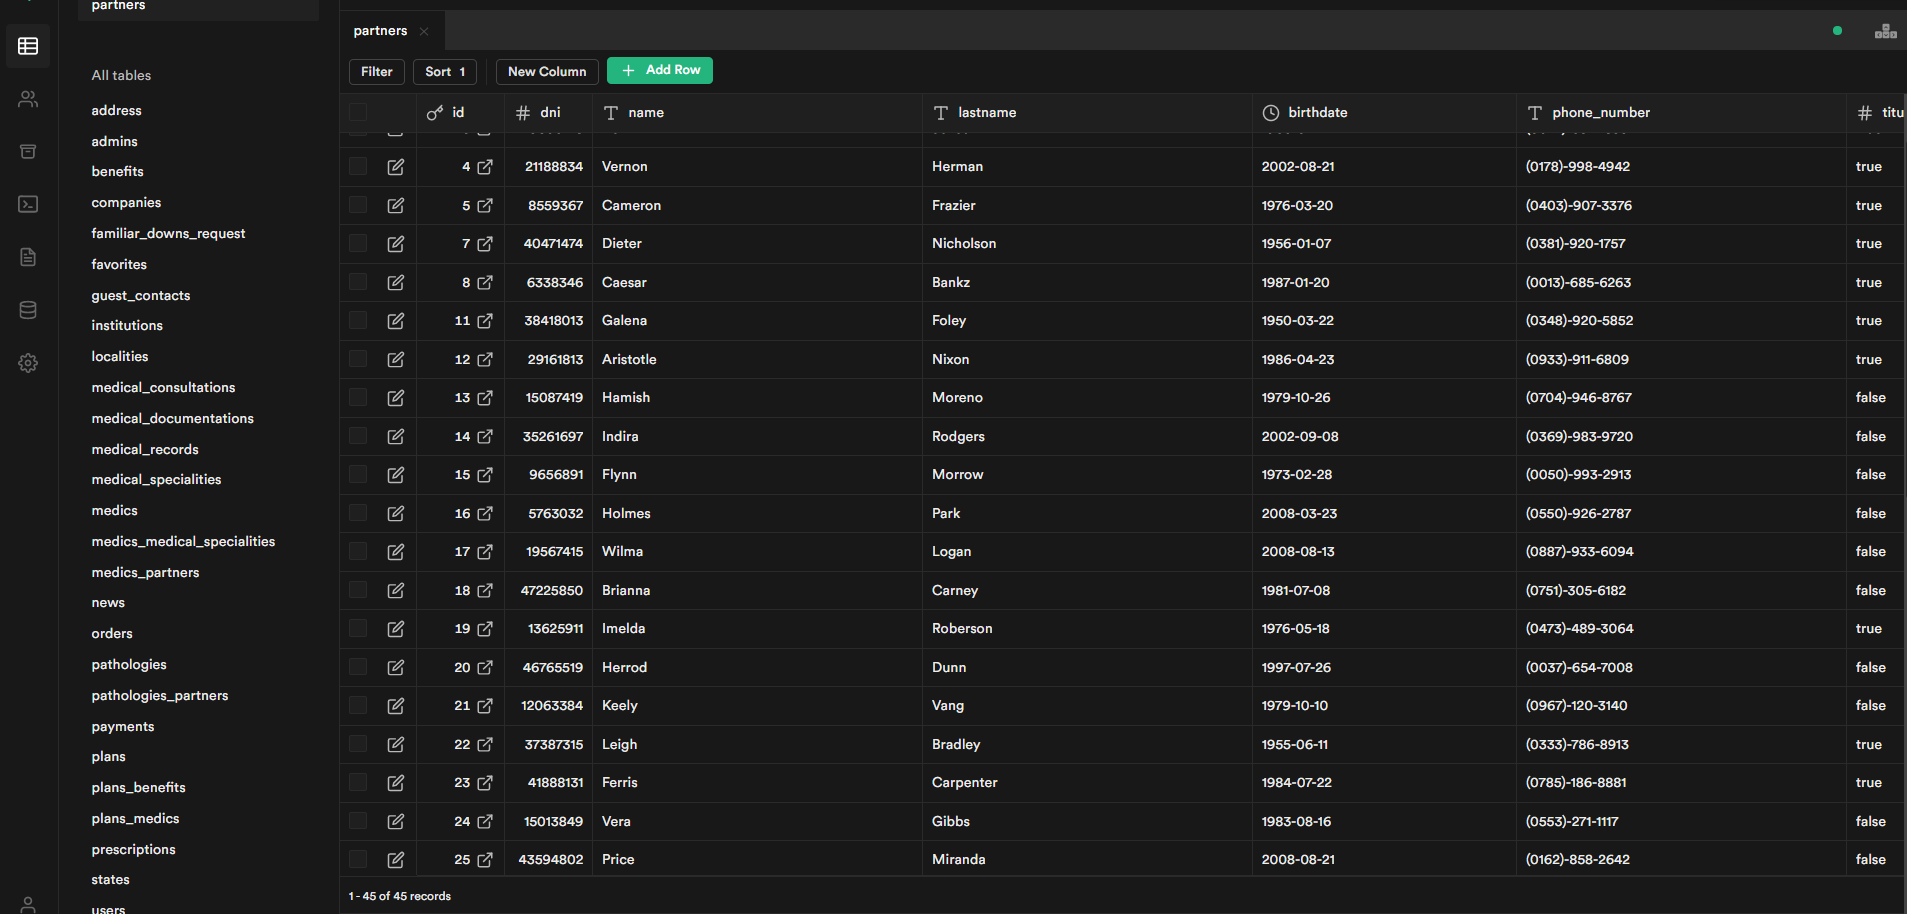 partners
All tables
address
admins
benefits
companies
familiar_downs_request
favorites
guest_contacts
institutions
localities
medical_consultations
medical_documentations
medical_records
medical_specialities
medics
medics_medical_specialities
medics_partners
news
orders
pathologies
pathologies_partners
payments
plans
plans_benefits
plans_medics
prescriptions
states
users
partners
Filter Sort 1 New Column + Add Row
id # dni name lastname birthdate phone_number # titu
4 21188834 Vernon Herman 2002-08-21 (0178)-998-4942 true
5 8559367 Cameron Frazier 1976-03-20 (0403)-907-3376 true
7 40471474 Dieter Nicholson 1956-01-07 (0381)-920-1757 true
8 6338346 Caesar Bankz 1987-01-20 (0013)-685-6263 true
11 38418013 Galena Foley 1950-03-22 (0348)-920-5852 true
12 29161813 Aristotle Nixon 1986-04-23 (0933)-911-6809 true
13 15087419 Hamish Moreno 1979-10-26 (0704)-946-8767 false
14 35261697 Indira Rodgers 2002-09-08 (0369)-983-9720 false
15 9656891 Flynn Morrow 1973-02-28 (0050)-993-2913 false
16 5763032 Holmes Park 2008-03-23 (0550)-926-2787 false
17 19567415 Wilma Logan 2008-08-13 (0887)-933-6094 false
18 47225850 Brianna Carney 1981-07-08 (0751)-305-6182 false
19 13625911 Imelda Roberson 1976-05-18 (0473)-489-3064 true
20 46765519 Herrod Dunn 1997-07-26 (0037)-654-7008 false
21 12063384 Keely Vang 1979-10-10 (0967)-120-3140 false
22 37387315 Leigh Bradley 1955-06-11 (0333)-786-8913 true
23 41888131 Ferris Carpenter 1984-07-22 (0785)-186-8881 true
24 15013849 Vera Gibbs 1983-08-16 (0553)-271-1117 false
25 43594802 Price Miranda 2008-08-21 (0162)-858-2642 false
1 - 45 of 45 records